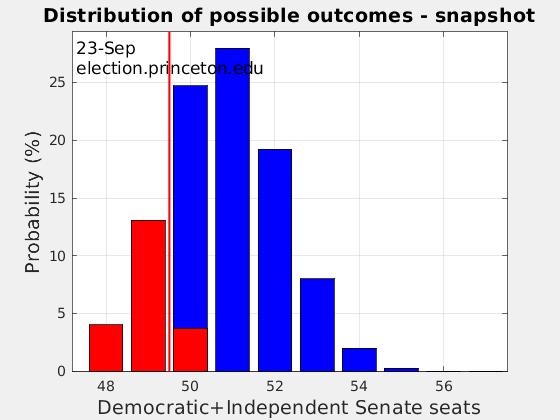 Distribution of possible outcomes - snapshot
23-Sep
election.princeton.edu
Probability (%)
25
20
15
10
5
0
48 50 52 54 56
Democratic+Independent Senate seats